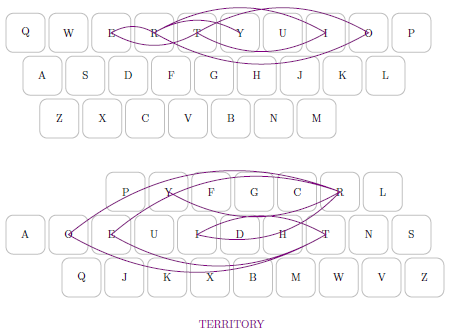 Q W E R T Y U I O P
A S D F G H J K L
Z X C V B N M
P Y F G C R L
A O E U I D H T N S
Q J K X B M W V Z
TERRITORY